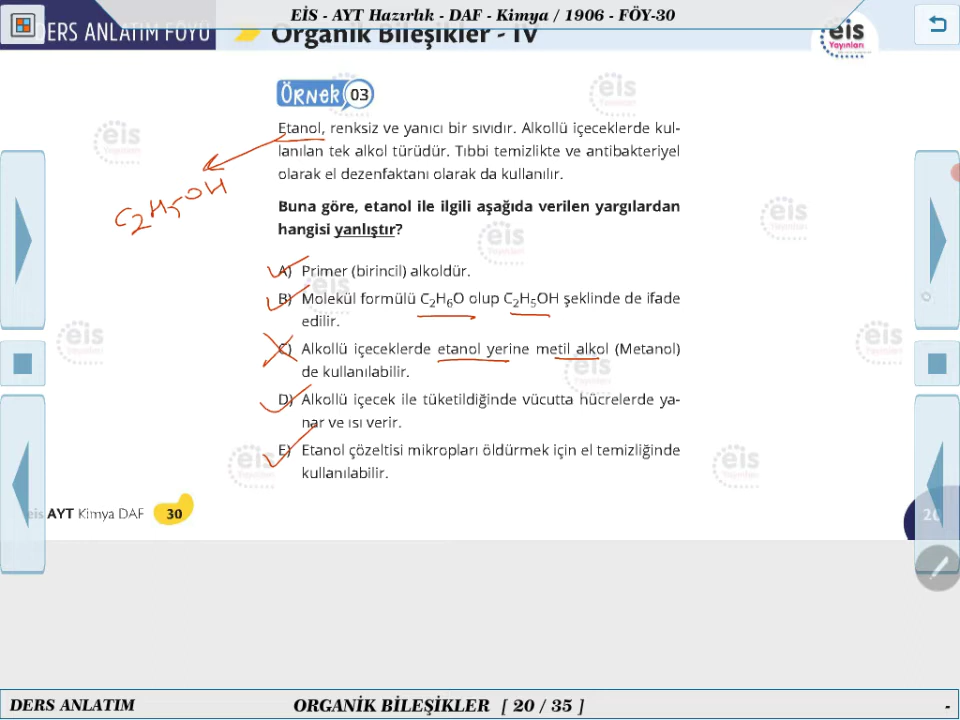 EİS - AYT Hazırlık - DAF - Kimya / 1906 - FÖY-30
DERS ANLATIM FÖYÜ
Organik Bileşikler - IV
eis
Yayınları
ÖRNEK 03
Etanol, renksiz ve yanıcı bir sıvıdır. Alkollü içeceklerde kul-
lanılan tek alkol türüdür. Tıbbi temizlikte ve antibakteriyel
olarak el dezenfaktanı olarak da kullanılır.
C₂H₅OH
Buna göre, etanol ile ilgili aşağıda verilen yargılardan
hangisi yanlıştır?
A) Primer (birincil) alkoldür.
B) Molekül formülü C₂H₆O olup C₂H₅OH şeklinde de ifade
edilir.
C) Alkollü içeceklerde etanol yerine metil alkol (Metanol)
de kullanılabilir.
D) Alkollü içecek ile tüketildiğinde vücutta hücrelerde ya-
nar ve ısı verir.
E) Etanol çözeltisi mikropları öldürmek için el temizliğinde
kullanılabilir.
eis AYT Kimya DAF 30
20
DERS ANLATIM
ORGANİK BİLEŞİKLER [ 20 / 35 ]
-